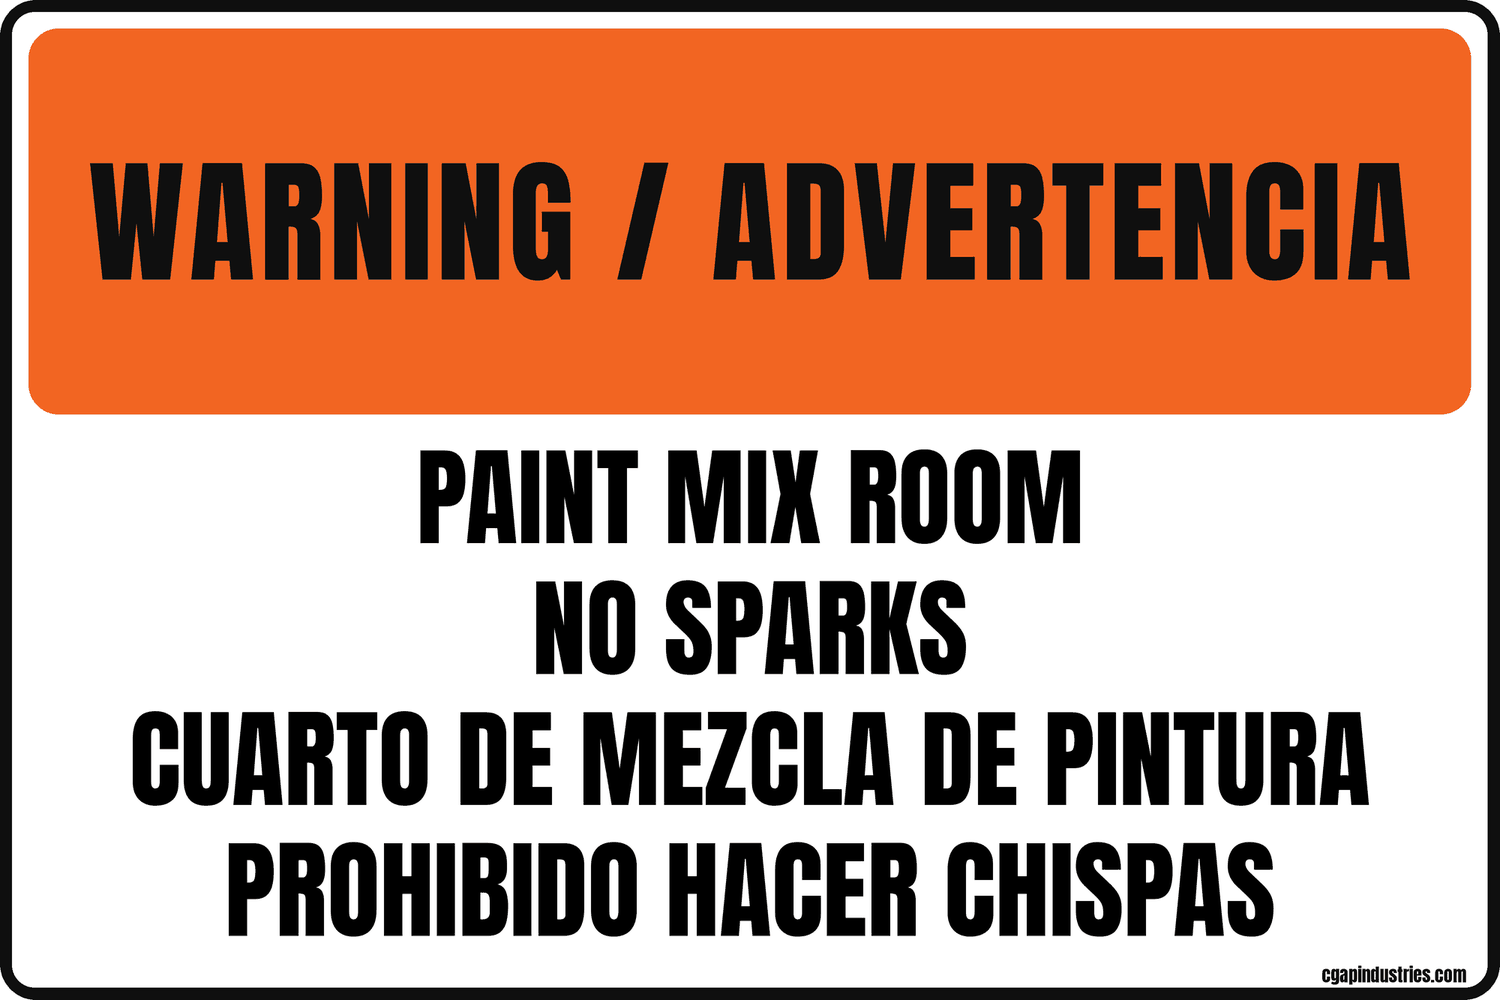 WARNING / ADVERTENCIA
PAINT MIX ROOM
NO SPARKS
CUARTO DE MEZCLA DE PINTURA
PROHIBIDO HACER CHISPAS
cgapindustries.com